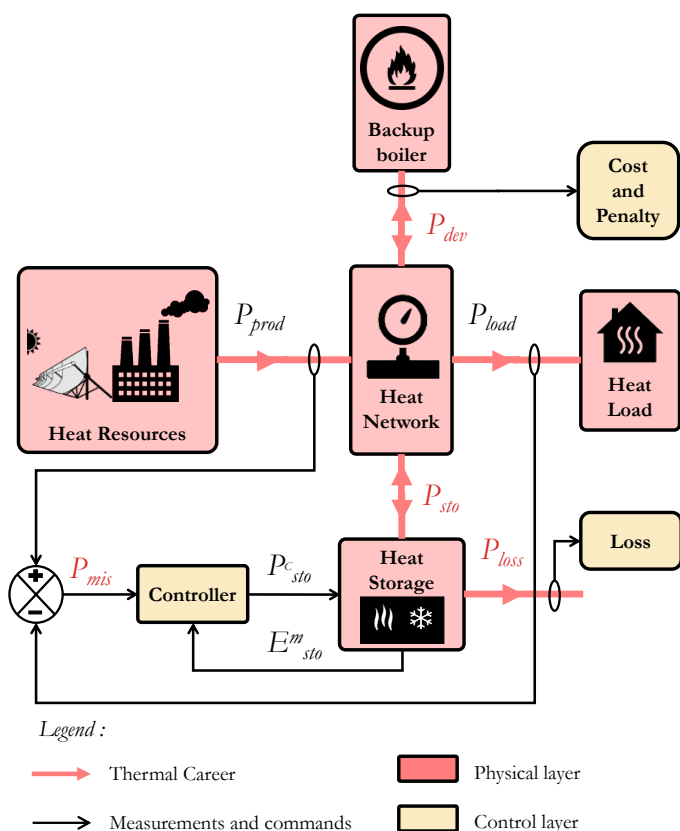 Backup
boiler
Cost
and
Penalty
P_dev
P_prod
P_load
Heat Resources
Heat
Network
Heat
Load
P_sto
P_mis
+
−
Controller
P^c_sto
Heat
Storage
P_loss
Loss
E^m_sto
Legend :
Thermal Career
Physical layer
Measurements and commands
Control layer